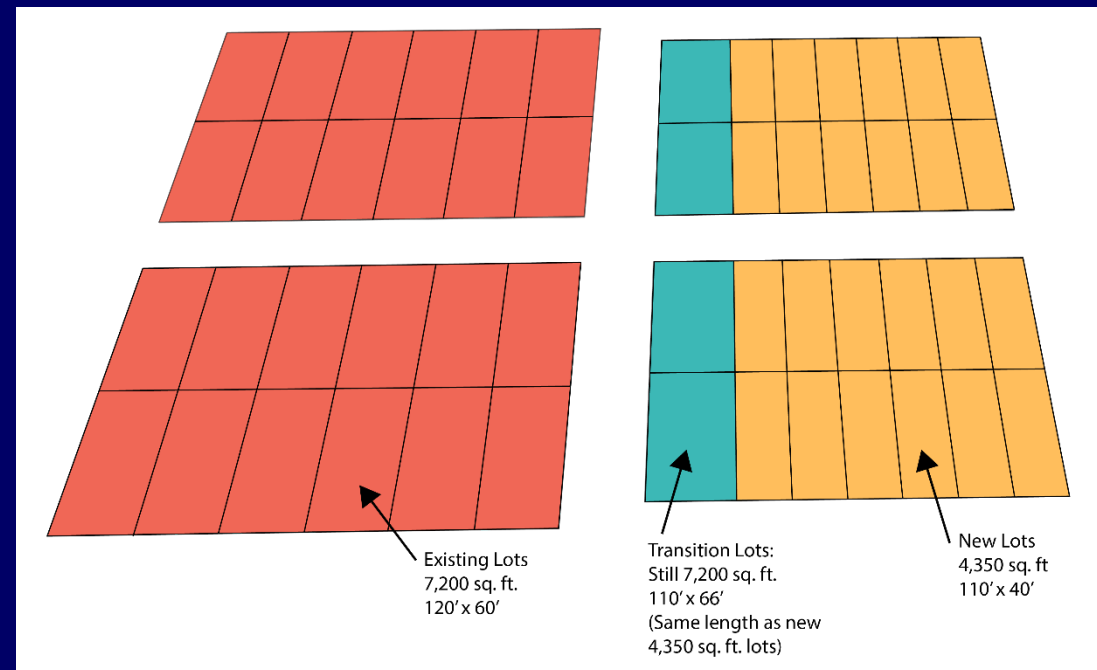 Existing Lots
7,200 sq. ft.
120’ x 60’
Transition Lots:
Still 7,200 sq. ft.
110’ x 66’
(Same length as new
4,350 sq. ft. lots)
New Lots
4,350 sq. ft
110’ x 40’